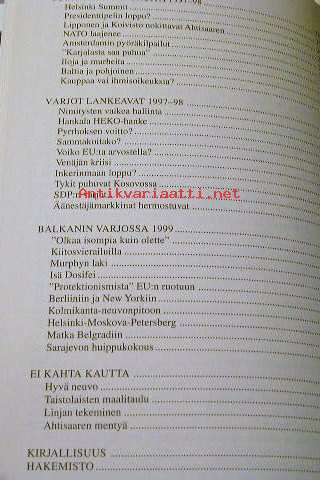 Helsinki Summit
Presidenttipelin loppu?
Lipponen ja Koivisto nokittavat Ahtisaaren
NATO laajenee
Amsterdamin pyöräkilpailut
"Karjalasta saa puhua"
Iloja ja murheita
Baltia ja pohjoinen
Kauppaa vai ihmisoikeuksia?
VARJOT LANKEAVAT 1997–98
Nimitysten vaikea hallinta
Hankala HEKO-hanke
Pyrrhoksen voitto?
Sammakoitako?
Voiko EU:ta arvostella?
Venäjän kriisi
Inkerinmaan loppu?
Tykit puhuvat Kosovossa
www.antikvariaatti.net
SDP:n
Äänestäjämarkkinat hermostuvat
BALKANIN VARJOSSA 1999
"Olkaa isompia kuin olette"
Kiitosvierailuilla
Murphyn laki
Isä Dosifei
"Protektionismista" EU:n ruotuun
Berliiniin ja New Yorkiin
Kolmikanta-neuvonpitoon
Helsinki-Moskova-Petersberg
Matka Belgradiin
Sarajevon huippukokous
EI KAHTA KAUTTA
Hyvä neuvo
Taistolaisten maalitaulu
Linjan tekeminen
Ahtisaaren mentyä
KIRJALLISUUS
HAKEMISTO